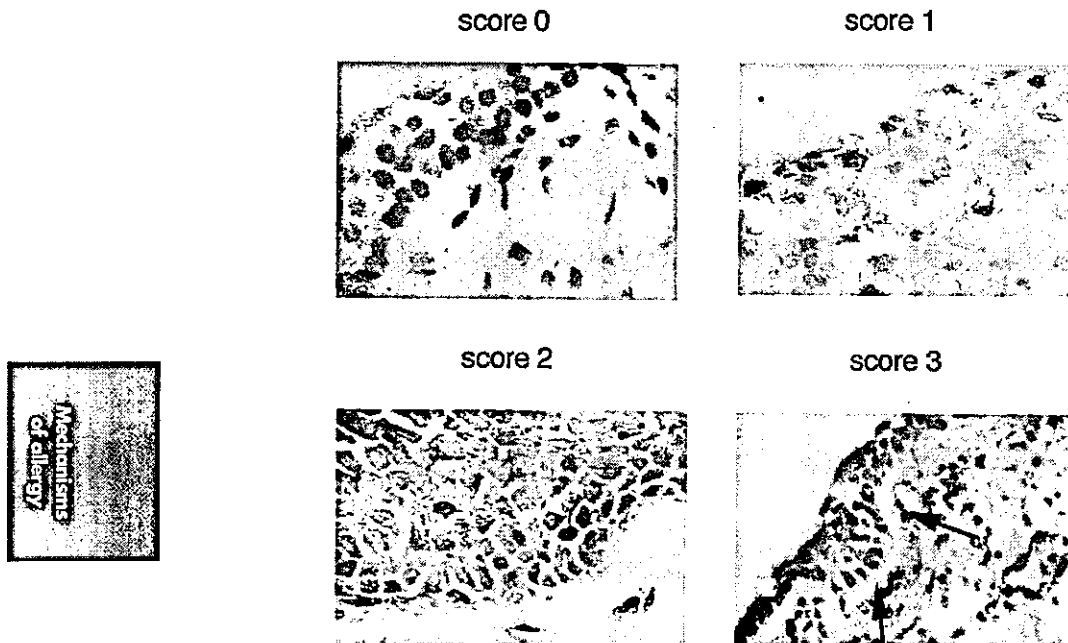 score 0
score 1
score 2
score 3
Mechanisms
of allergy